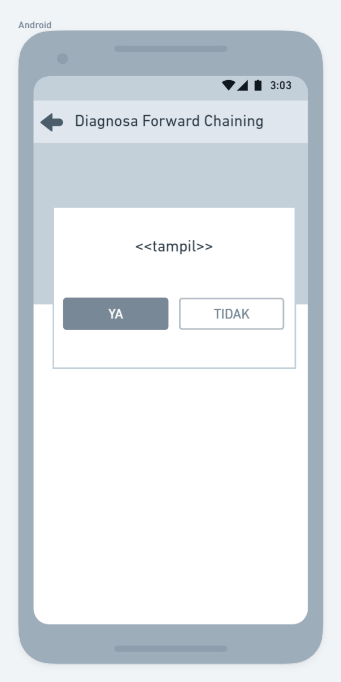 Android
3:03
Diagnosa Forward Chaining
<<tampil>>
YA
TIDAK